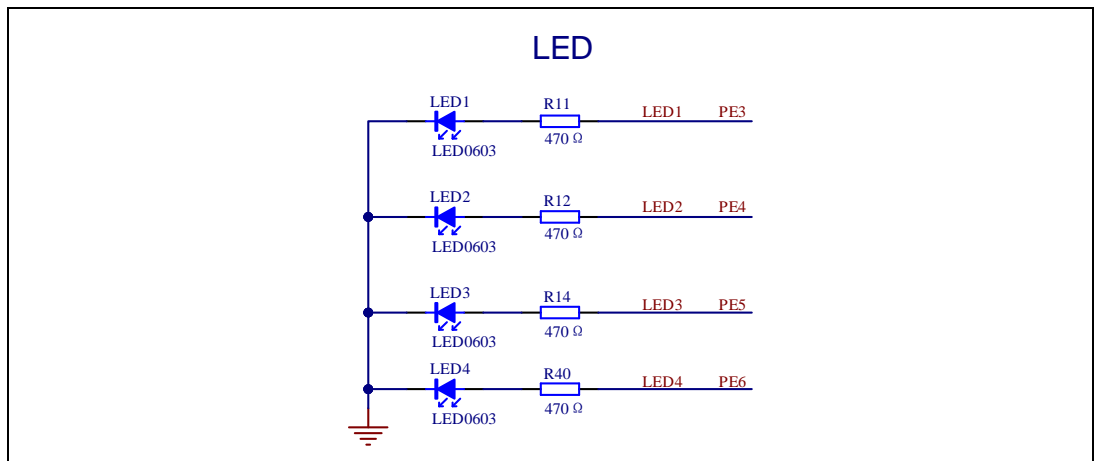 LED
LED1 R11 LED1 PE3
LED0603 470 Ω
LED2 R12 LED2 PE4
LED0603 470 Ω
LED3 R14 LED3 PE5
LED0603 470 Ω
LED4 R40 LED4 PE6
LED0603 470 Ω